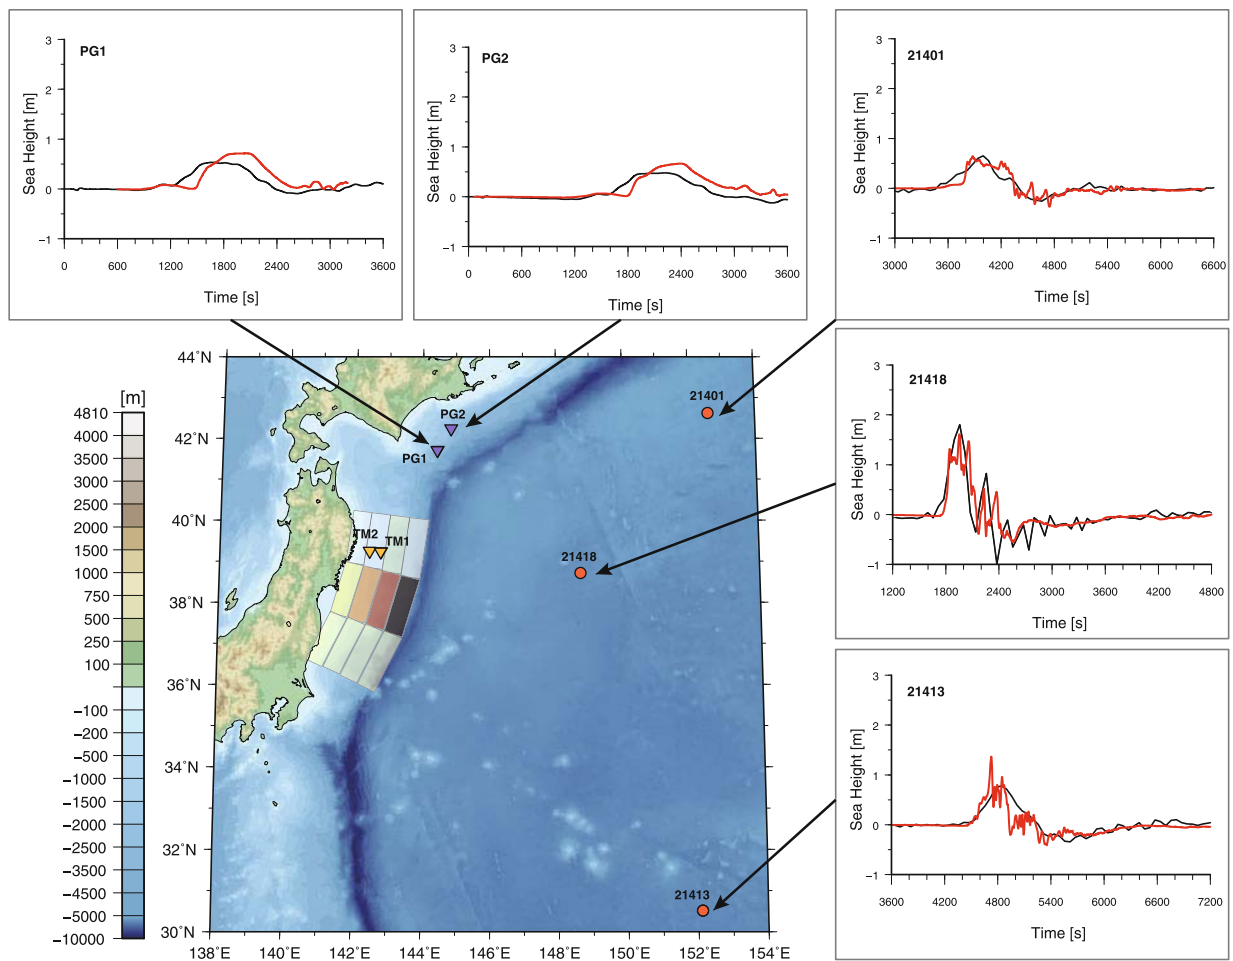 PG1
3
2
1
0
−1
Sea Height [m]
0 600 1200 1800 2400 3000 3600
Time [s]
PG2
3
2
1
0
−1
Sea Height [m]
0 600 1200 1800 2400 3000 3600
Time [s]
21401
3
2
1
0
−1
Sea Height [m]
3000 3600 4200 4800 5400 6000 6600
Time [s]
21418
3
2
1
0
−1
Sea Height [m]
1200 1800 2400 3000 3600 4200 4800
Time [s]
21413
3
2
1
0
−1
Sea Height [m]
3600 4200 4800 5400 6000 6600 7200
Time [s]
[m]
4810
4000
3500
3000
2500
2000
1500
1000
750
500
250
100
−100
−200
−500
−1000
−1500
−2000
−2500
−3500
−4500
−5000
−10000
44˚N
42˚N
40˚N
38˚N
36˚N
34˚N
32˚N
30˚N
138˚E 140˚E 142˚E 144˚E 146˚E 148˚E 150˚E 152˚E 154˚E
21401
PG2
PG1
TM2
TM1
21418
21413